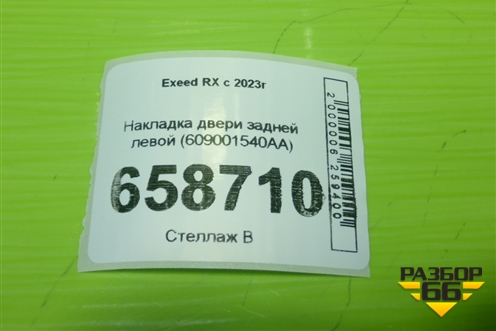 Exeed RX с 2023г
Накладка двери задней
левой (609001540AA)
658710
Стеллаж В
2000006259400
РАЗБОР
66